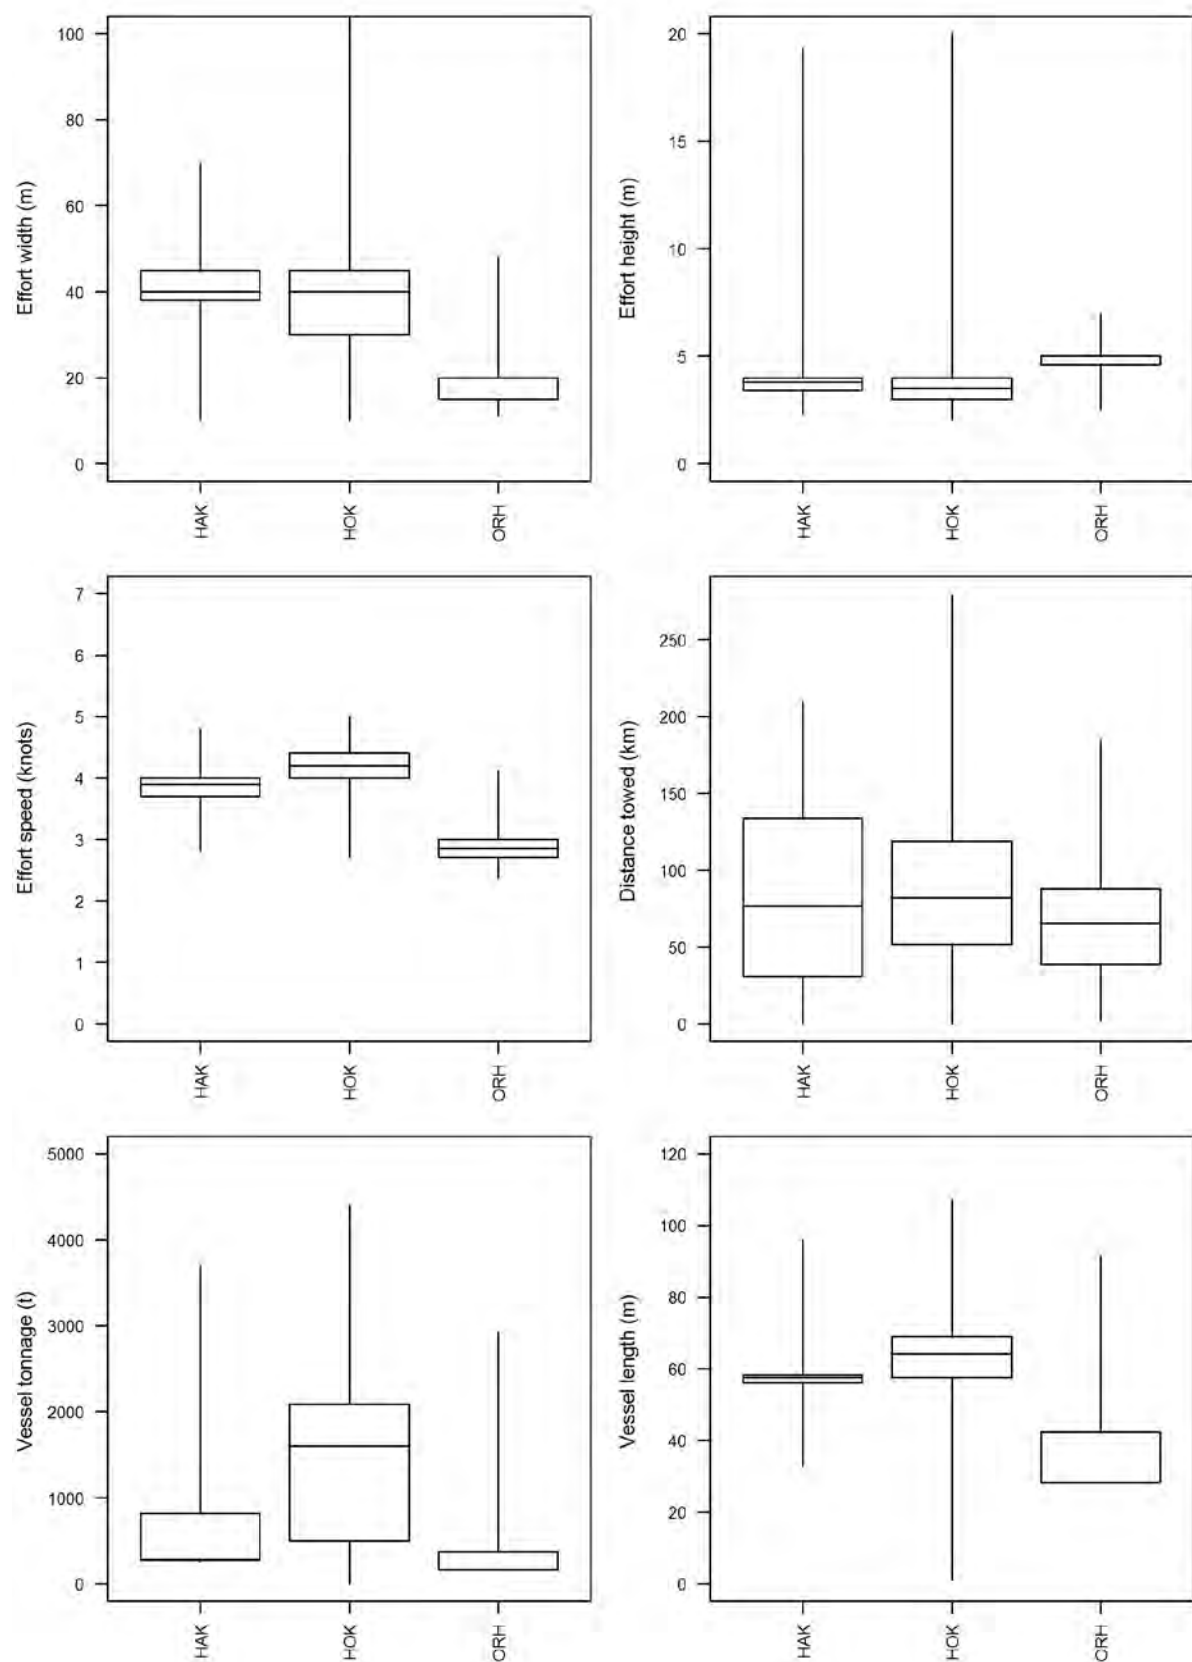 Effort width (m)
100
80
60
40
20
0
HAK
HOK
ORH
Effort height (m)
20
15
10
5
0
HAK
HOK
ORH
Effort speed (knots)
7
6
5
4
3
2
1
0
HAK
HOK
ORH
Distance towed (km)
250
200
150
100
50
0
HAK
HOK
ORH
Vessel tonnage (t)
5000
4000
3000
2000
1000
0
HAK
HOK
ORH
Vessel length (m)
120
100
80
60
40
20
0
HAK
HOK
ORH